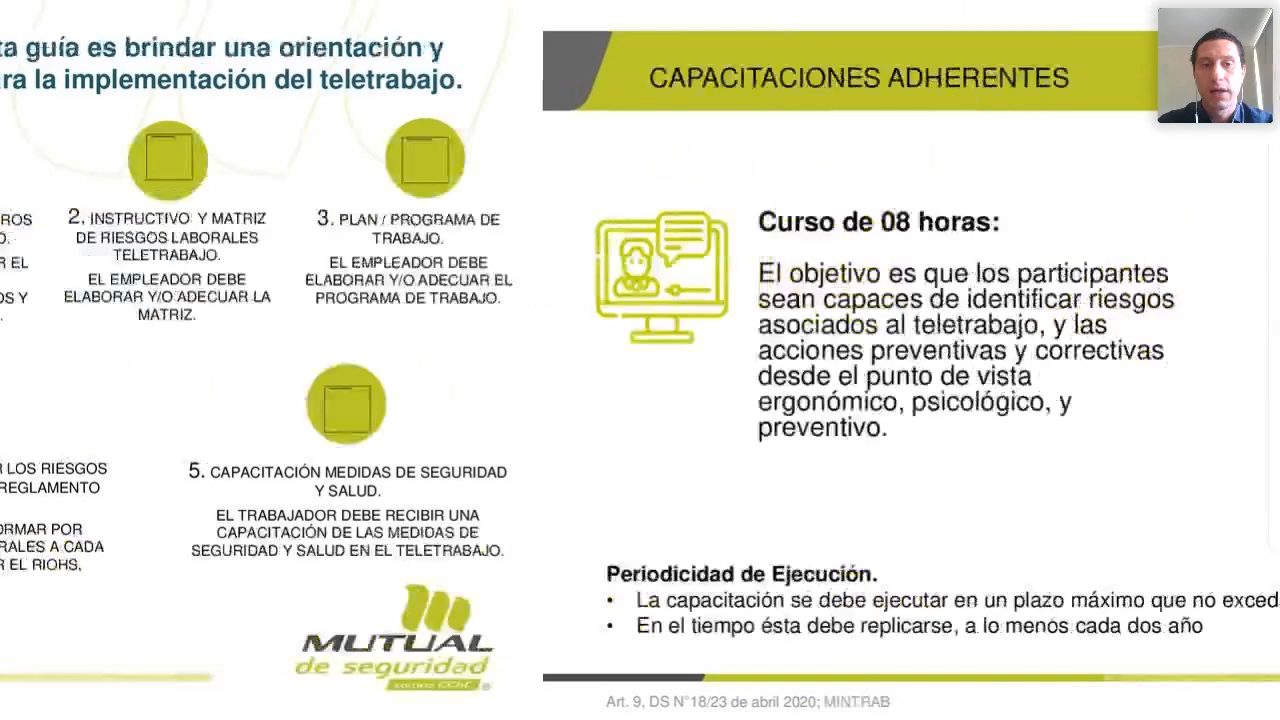 ta guía es brindar una orientación y
ra la implementación del teletrabajo.
ROS
O.
R EL
OS Y
2. INSTRUCTIVO Y MATRIZ
DE RIESGOS LABORALES
TELETRABAJO.
EL EMPLEADOR DEBE
ELABORAR Y/O ADECUAR LA
MATRIZ.
3. PLAN / PROGRAMA DE
TRABAJO.
EL EMPLEADOR DEBE
ELABORAR Y/O ADECUAR EL
PROGRAMA DE TRABAJO.
R LOS RIESGOS
REGLAMENTO
ORMAR POR
RALES A CADA
R EL RIOHS.
5. CAPACITACIÓN MEDIDAS DE SEGURIDAD
Y SALUD.
EL TRABAJADOR DEBE RECIBIR UNA
CAPACITACIÓN DE LAS MEDIDAS DE
SEGURIDAD Y SALUD EN EL TELETRABAJO.
MUTUAL
de seguridad
CAPACITACIONES ADHERENTES
Curso de 08 horas:
El objetivo es que los participantes
sean capaces de identificar riesgos
asociados al teletrabajo, y las
acciones preventivas y correctivas
desde el punto de vista
ergonómico, psicológico, y
preventivo.
Periodicidad de Ejecución.
• La capacitación se debe ejecutar en un plazo máximo que no exced
• En el tiempo ésta debe replicarse, a lo menos cada dos año
Art. 9, DS N°18/23 de abril 2020; MINTRAB